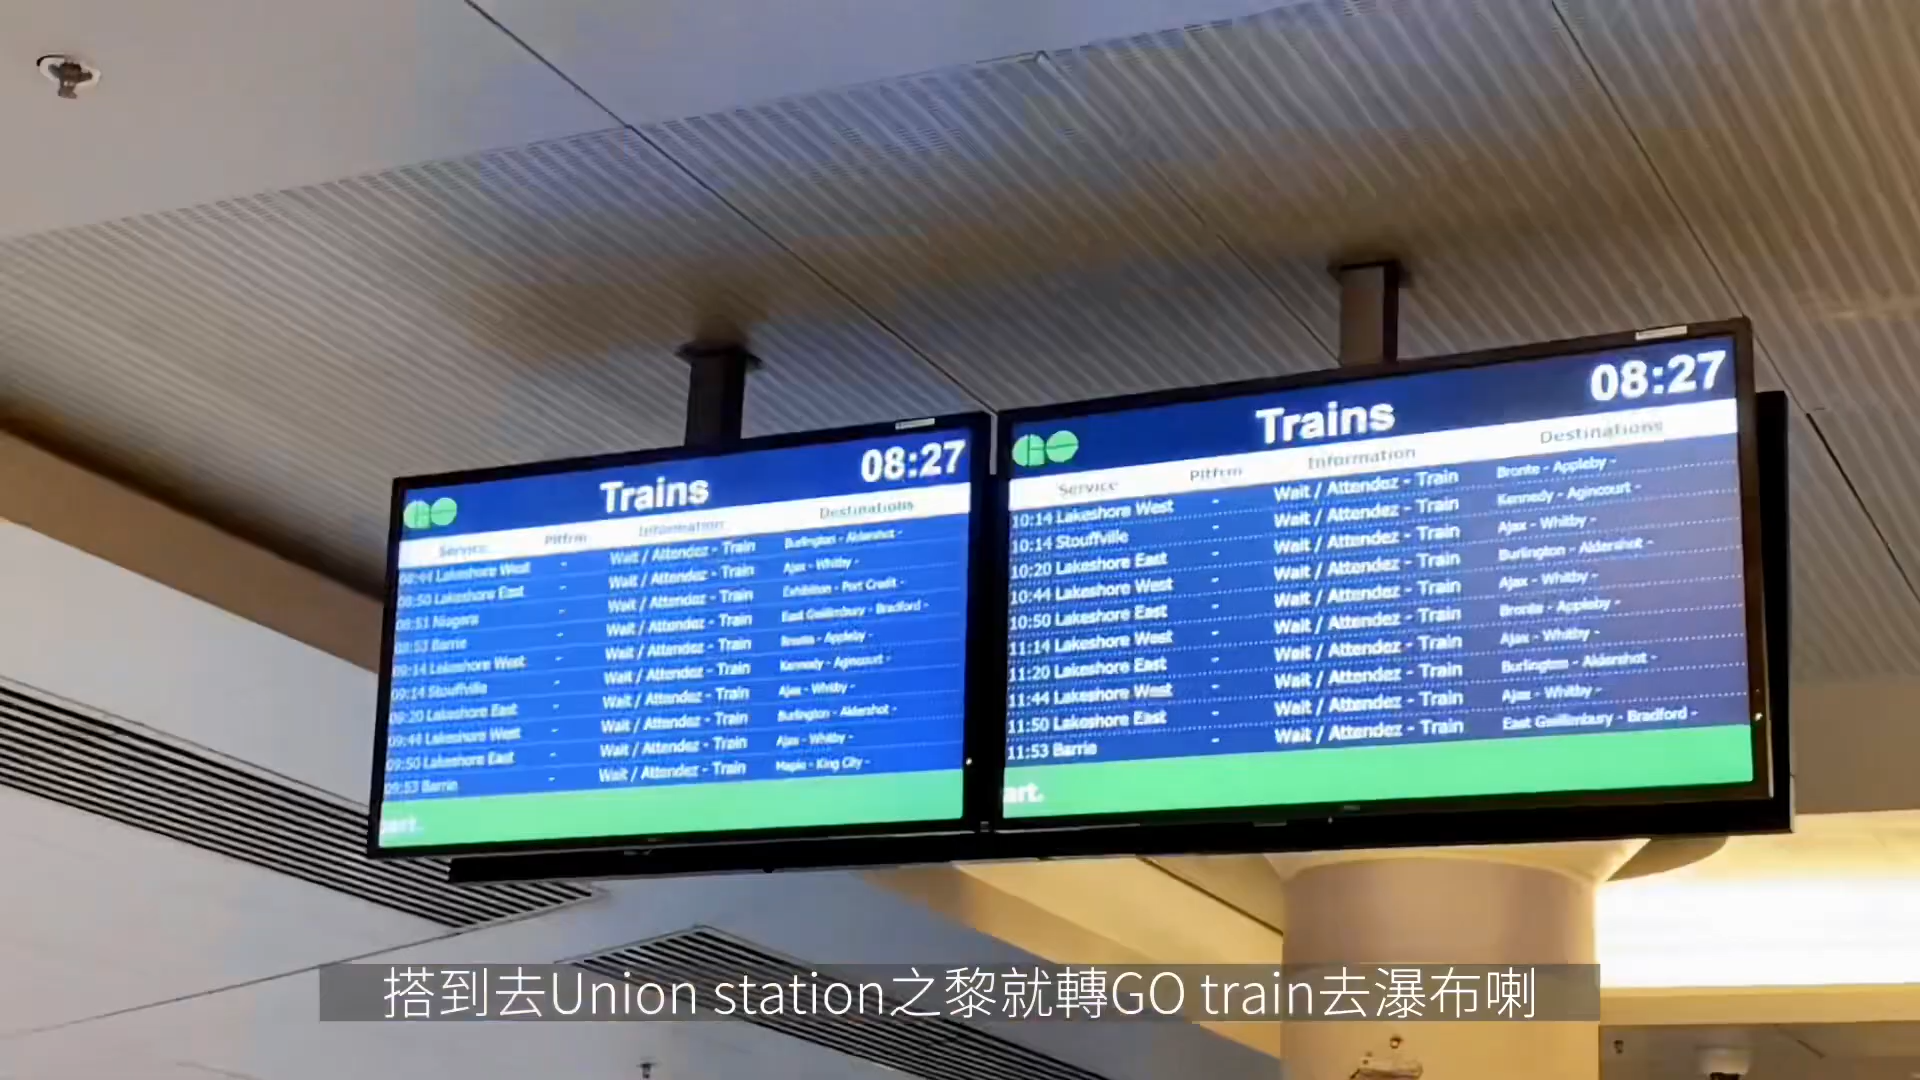 GO
Trains
08:27
Service Pltfrm Information Destinations
08:44 Lakeshore West - Wait / Attendez - Train Burlington - Aldershot -
08:50 Lakeshore East - Wait / Attendez - Train Ajax - Whitby -
08:51 Niagara - Wait / Attendez - Train Exhibition - Port Credit -
08:53 Barrie - Wait / Attendez - Train East Gwillimbury - Bradford -
09:14 Lakeshore West - Wait / Attendez - Train Bronte - Appleby -
09:14 Stouffville - Wait / Attendez - Train Kennedy - Agincourt -
09:20 Lakeshore East - Wait / Attendez - Train Ajax - Whitby -
09:44 Lakeshore West - Wait / Attendez - Train Burlington - Aldershot -
09:50 Lakeshore East - Wait / Attendez - Train Ajax - Whitby -
09:53 Barrie - Wait / Attendez - Train Maple - King City -
art.
GO
Trains
08:27
Service Pltfrm Information Destinations
10:14 Lakeshore West - Wait / Attendez - Train Bronte - Appleby -
10:14 Stouffville - Wait / Attendez - Train Kennedy - Agincourt -
10:20 Lakeshore East - Wait / Attendez - Train Ajax - Whitby -
10:44 Lakeshore West - Wait / Attendez - Train Burlington - Aldershot -
10:50 Lakeshore East - Wait / Attendez - Train Ajax - Whitby -
11:14 Lakeshore West - Wait / Attendez - Train Bronte - Appleby -
11:20 Lakeshore East - Wait / Attendez - Train Ajax - Whitby -
11:44 Lakeshore West - Wait / Attendez - Train Burlington - Aldershot -
11:50 Lakeshore East - Wait / Attendez - Train Ajax - Whitby -
11:53 Barrie - Wait / Attendez - Train East Gwillimbury - Bradford -
art.
搭到去Union station之黎就轉GO train去瀑布喇